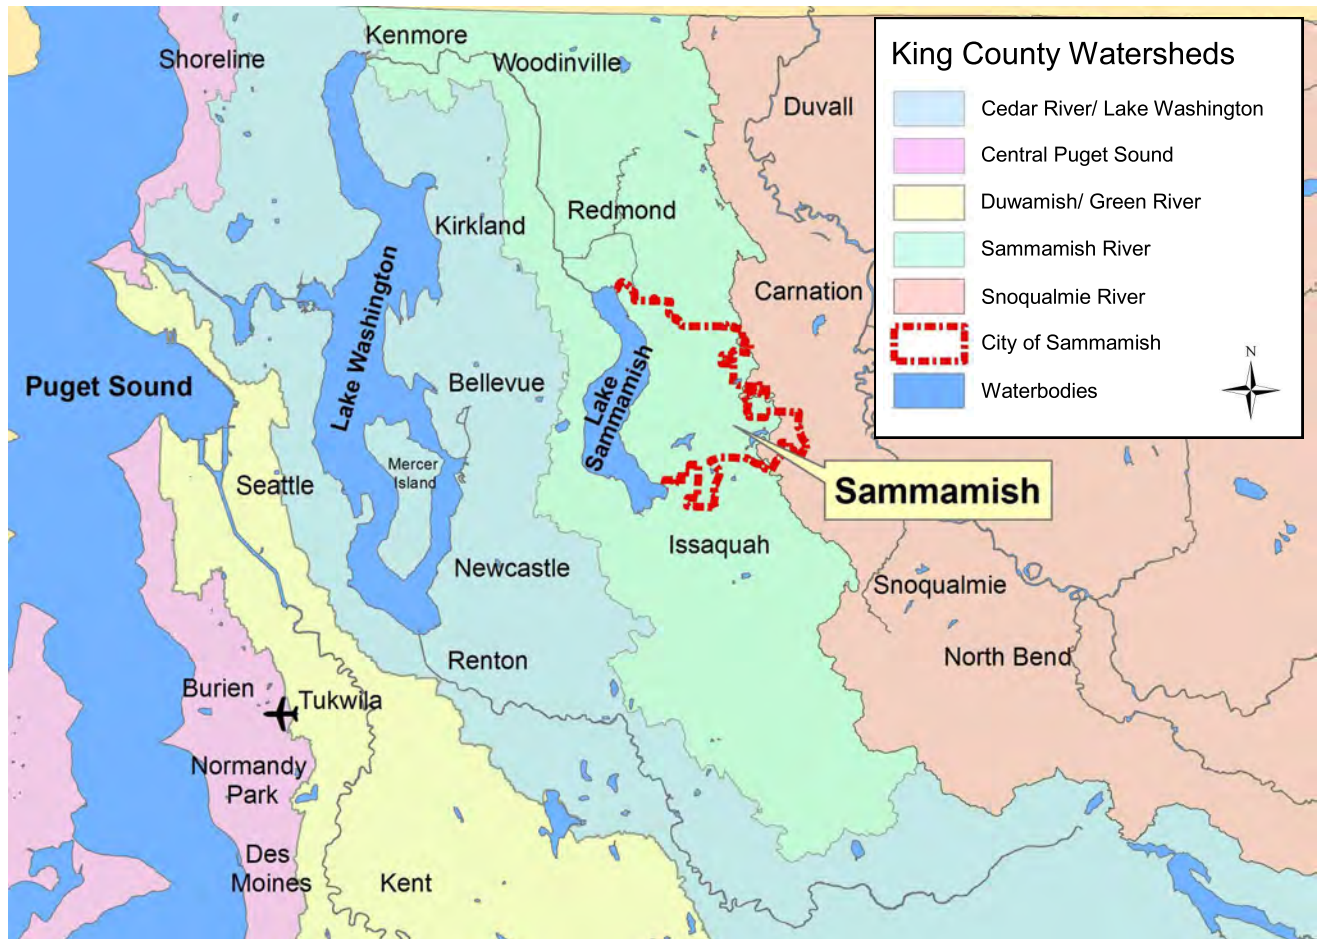 Kenmore
Shoreline
Woodinville
Duvall
King County Watersheds
Cedar River/ Lake Washington
Central Puget Sound
Duwamish/ Green River
Sammamish River
Snoqualmie River
City of Sammamish
Waterbodies
N
Redmond
Kirkland
Carnation
Lake Washington
Puget Sound
Bellevue
Lake
Sammamish
Mercer
Island
Seattle
Sammamish
Issaquah
Newcastle
Snoqualmie
North Bend
Renton
Burien
Tukwila
Normandy
Park
Des
Moines
Kent